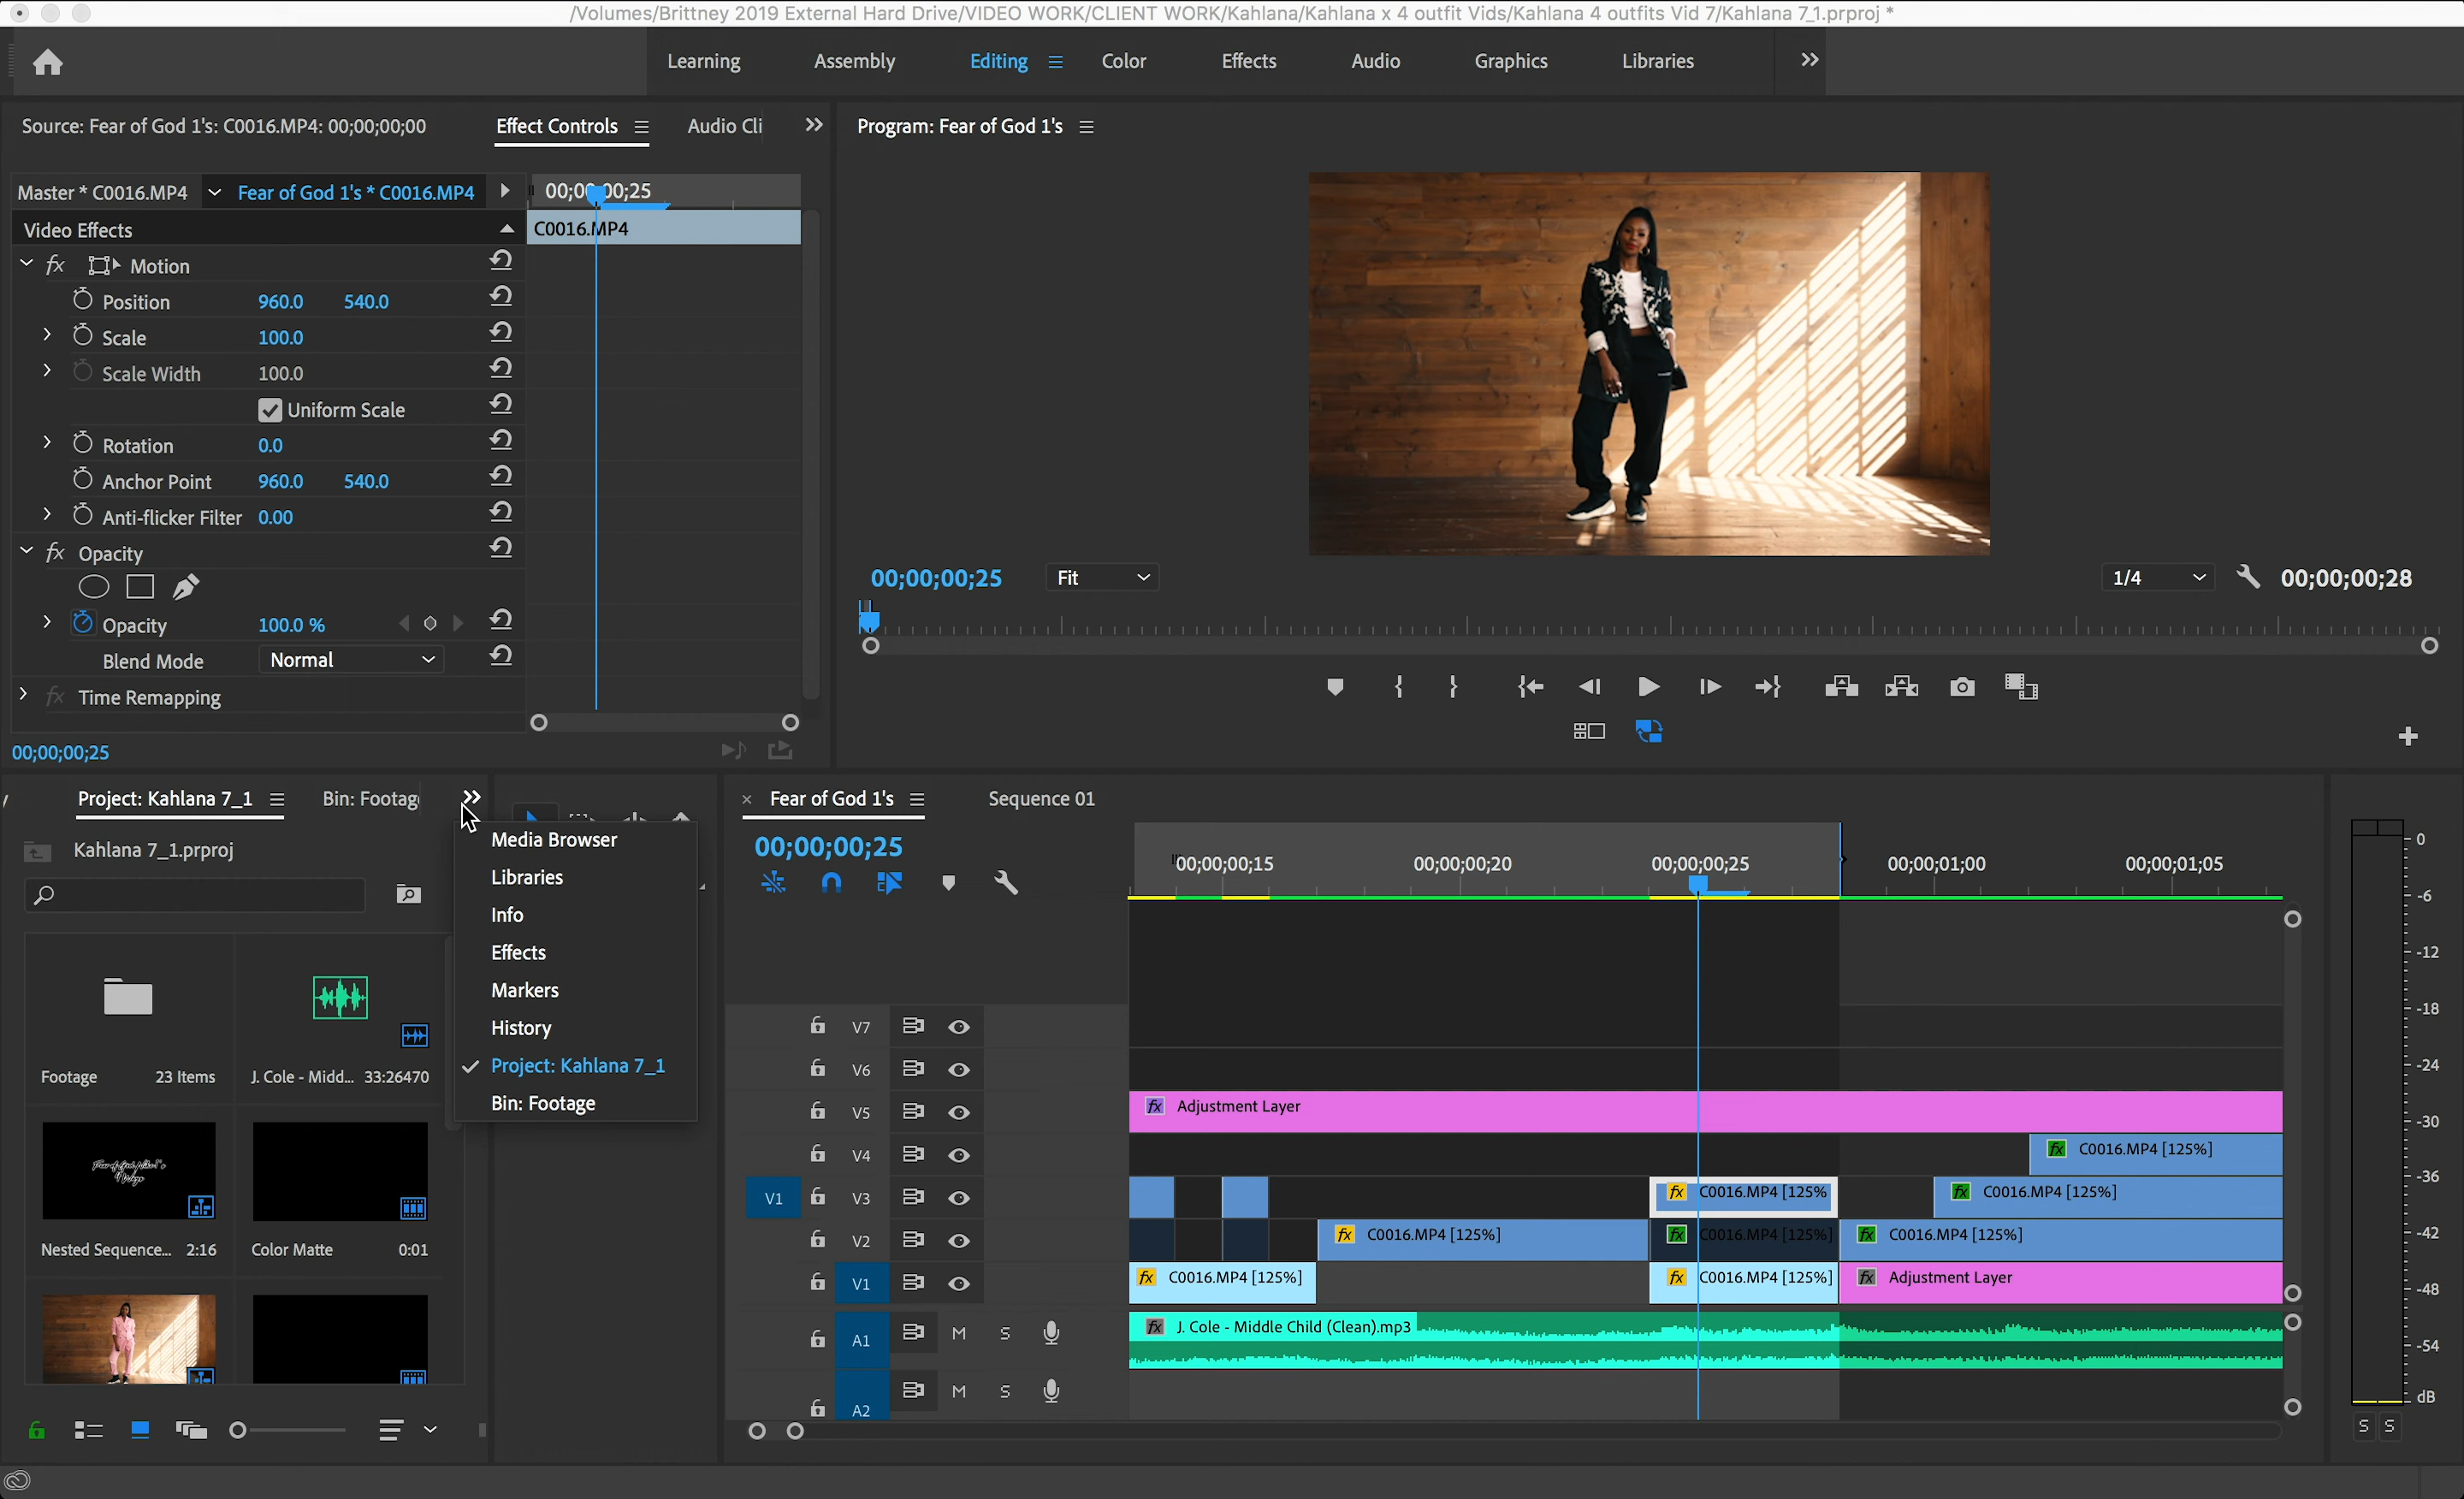 /Volumes/Brittney 2019 External Hard Drive/VIDEO WORK/CLIENT WORK/Kahlana/Kahlana x 4 outfit Vids/Kahlana 4 outfits Vid 7/Kahlana 7_1.prproj *
Learning Assembly Editing Color Effects Audio Graphics Libraries
Source: Fear of God 1's: C0016.MP4: 00;00;00;00 Effect Controls Audio Cli
Program: Fear of God 1's
Master * C0016.MP4 Fear of God 1's * C0016.MP4
Video Effects
C0016.MP4
fx Motion
Position 960.0 540.0
Scale 100.0
Scale Width 100.0
Uniform Scale
Rotation 0.0
Anchor Point 960.0 540.0
Anti-flicker Filter 0.00
fx Opacity
Opacity 100.0 %
Blend Mode Normal
fx Time Remapping
00;00;00;25
00;00;00;25 Fit 1/4 00;00;00;28
Project: Kahlana 7_1 Bin: Footag
Kahlana 7_1.prproj
Footage 23 Items
J. Cole - Midd... 33:26470
Nested Sequence... 2:16
Color Matte 0:01
Media Browser
Libraries
Info
Effects
Markers
History
Project: Kahlana 7_1
Bin: Footage
Fear of God 1's Sequence 01
00;00;00;25
00;00;00;15 00;00;00;20 00;00;00;25 00;00;01;00 00;00;01;05
V7
V6
V5 fx Adjustment Layer
V4 fx C0016.MP4 [125%]
V1 V3 fx C0016.MP4 [125% fx C0016.MP4 [125%]
V2 fx C0016.MP4 [125%] fx C0016.MP4 [125%] fx C0016.MP4 [125%]
V1 fx C0016.MP4 [125%] fx C0016.MP4 [125%] fx Adjustment Layer
A1 M S fx J. Cole - Middle Child (Clean).mp3
A2 M S
0
-6
-12
-18
-24
-30
-36
-42
-48
-54
dB
S S